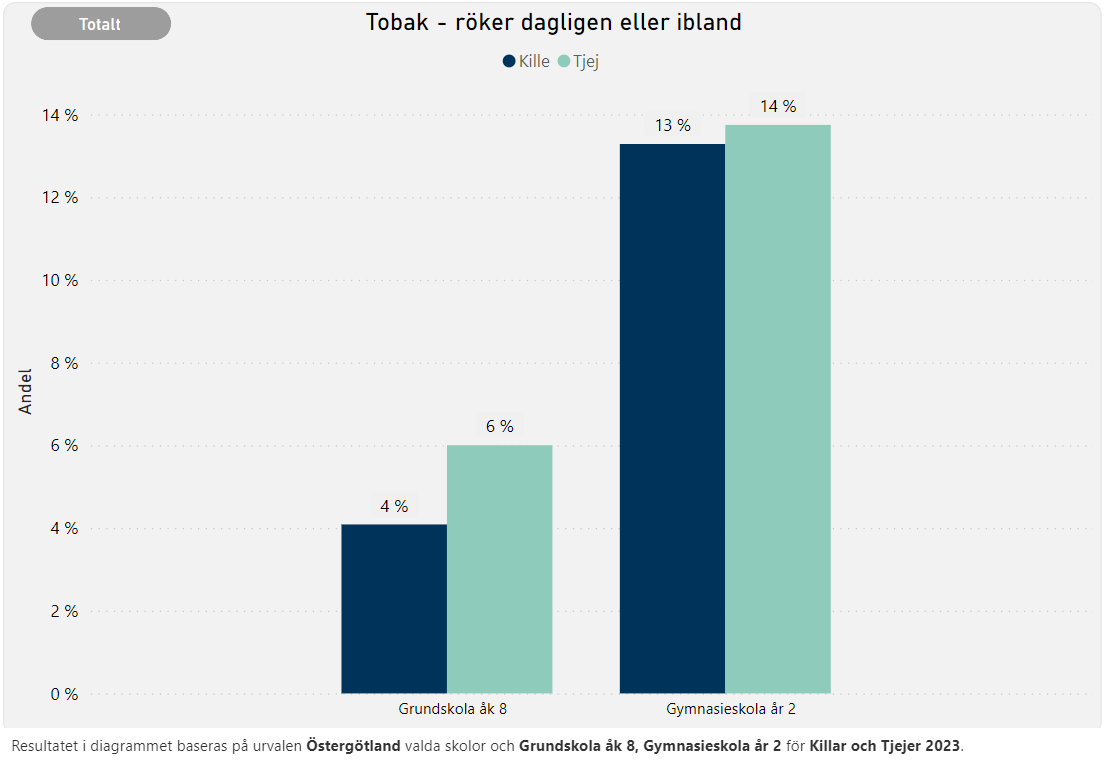 Totalt
Tobak - röker dagligen eller ibland
Kille Tjej
14 %
12 %
10 %
8 %
6 %
4 %
2 %
0 %
Andel
4 %
6 %
13 %
14 %
Grundskola åk 8
Gymnasieskola år 2
Resultatet i diagrammet baseras på urvalen Östergötland valda skolor och Grundskola åk 8, Gymnasieskola år 2 för Killar och Tjejer 2023.